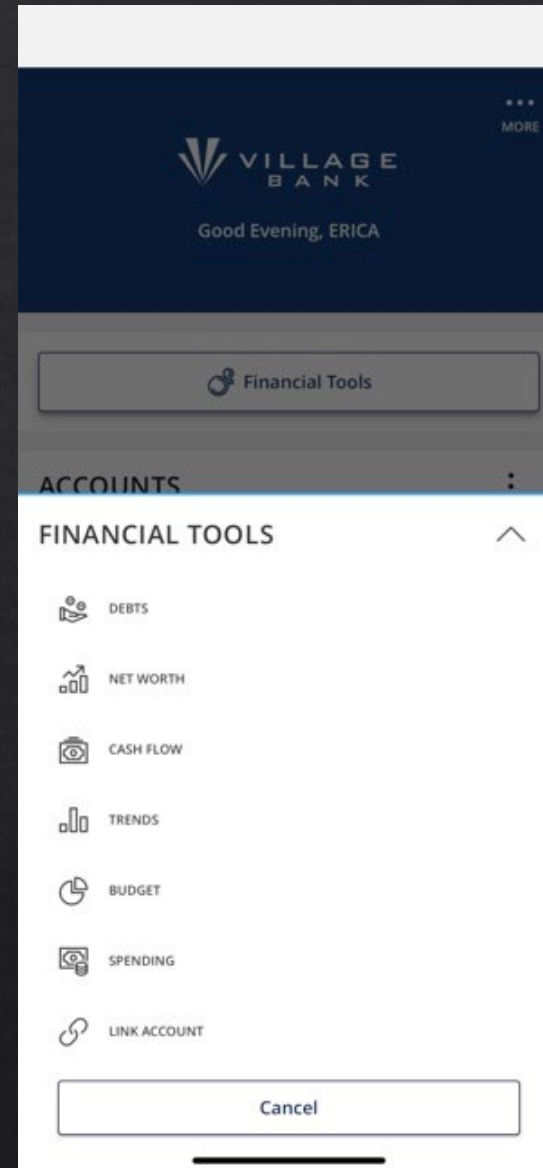 MORE
VILLAGE
BANK
Good Evening, ERICA
Financial Tools
ACCOUNTS
FINANCIAL TOOLS
DEBTS
NET WORTH
CASH FLOW
TRENDS
BUDGET
SPENDING
LINK ACCOUNT
Cancel